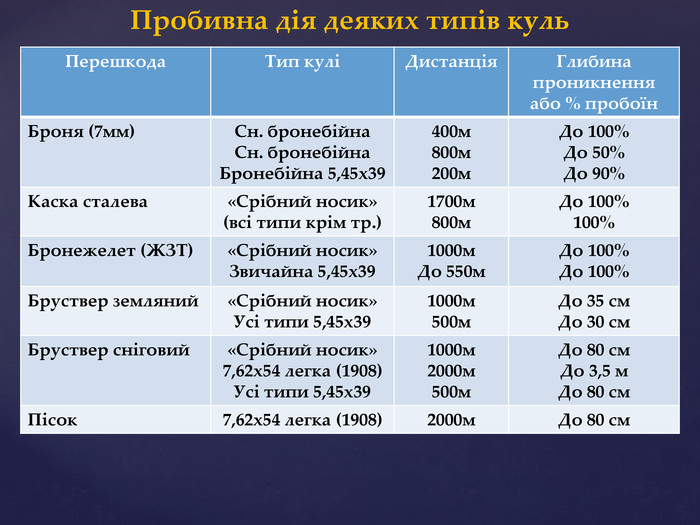 Пробивна дія деяких типів куль
Перешкода Тип кулі Дистанція Глибина
проникнення
або % пробоїн
Броня (7мм) Сн. бронебійна 400м До 100%
Сн. бронебійна 800м До 50%
Бронебійна 5,45х39 200м До 90%
Каска сталева «Срібний носик» 1700м До 100%
(всі типи крім тр.) 800м 100%
Бронежелет (ЖЗТ) «Срібний носик» 1000м До 100%
Звичайна 5,45х39 До 550м До 100%
Бруствер земляний «Срібний носик» 1000м До 35 см
Усі типи 5,45х39 500м До 30 см
Бруствер сніговий «Срібний носик» 1000м До 80 см
7,62х54 легка (1908) 2000м До 3,5 м
Усі типи 5,45х39 500м До 80 см
Пісок 7,62х54 легка (1908) 2000м До 80 см